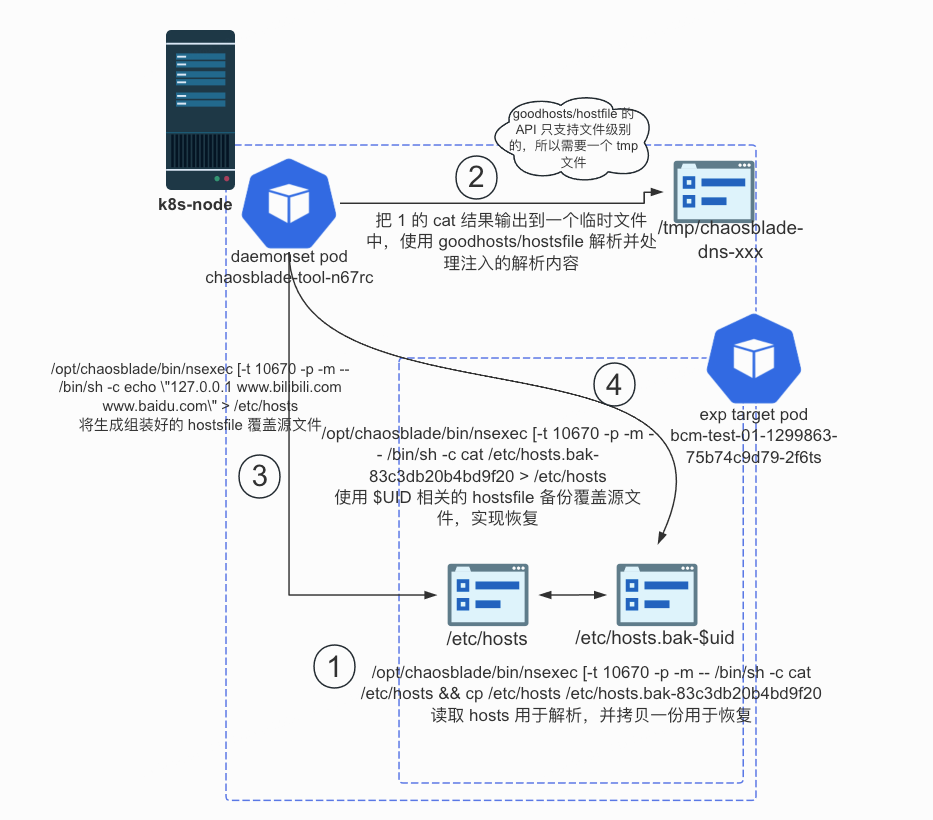 goodhosts/hostfile 的
API 只支持文件级别
的，所以需要一个 tmp
文件
k8s-node
2
把 1 的 cat 结果输出到一个临时文件
中，使用 goodhosts/hostsfile 解析并处
理注入的解析内容
/tmp/chaosblade-
dns-xxx
daemonset pod
chaosblade-tool-n67rc
/opt/chaosblade/bin/nsexec [-t 10670 -p -m --
/bin/sh -c echo \"127.0.0.1 www.bilibili.com
www.baidu.com\" > /etc/hosts
将生成组装好的 hostsfile 覆盖源文件
3
4
exp target pod
bcm-test-01-1299863-
75b74c9d79-2f6ts
/opt/chaosblade/bin/nsexec [-t 10670 -p -m -
- /bin/sh -c cat /etc/hosts.bak-
83c3db20b4bd9f20 > /etc/hosts
使用 $UID 相关的 hostsfile 备份覆盖源文
件，实现恢复
/etc/hosts
/etc/hosts.bak-$uid
1
/opt/chaosblade/bin/nsexec [-t 10670 -p -m -- /bin/sh -c cat
/etc/hosts && cp /etc/hosts /etc/hosts.bak-83c3db20b4bd9f20
读取 hosts 用于解析，并拷贝一份用于恢复